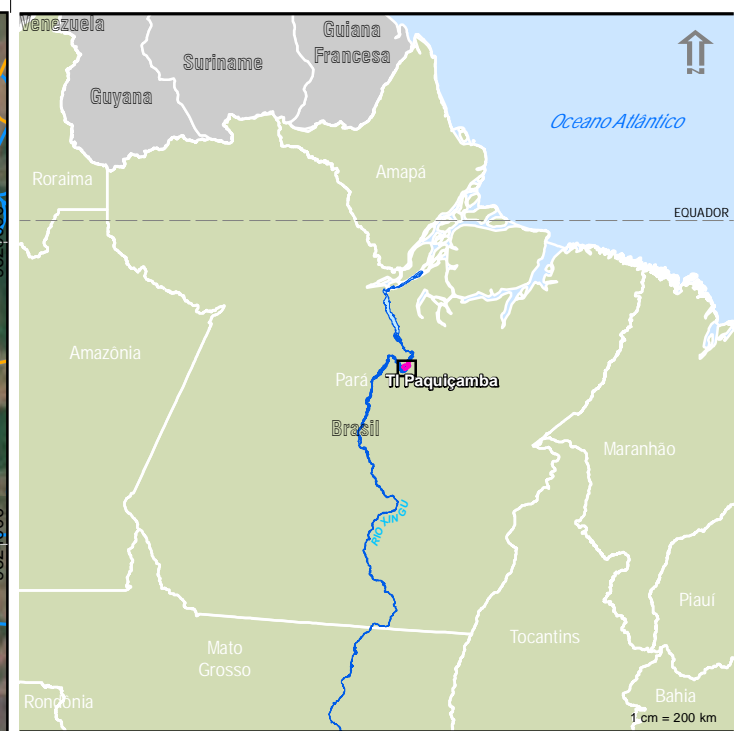 Venezuela
Guiana
Francesa
Suriname
Guyana
N
Oceano Atlântico
Roraima
Amapá
EQUADOR
Amazônia
Pará
TI Paquiçamba
Brasil
Maranhão
RIO XINGU
Piauí
Mato
Grosso
Tocantins
Rondônia
Bahia
1 cm = 200 km